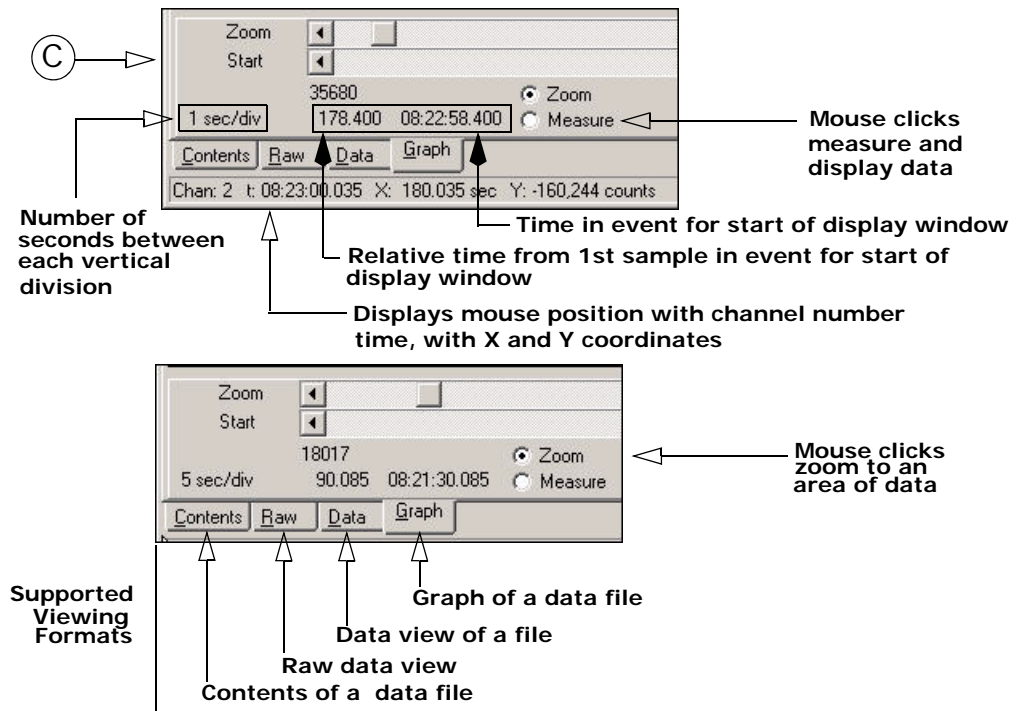 Zoom
C
Start
35680
Zoom
1 sec/div 178.400 08:22:58.400 Measure
Mouse clicks
measure and
display data
Contents Raw Data Graph
Chan: 2 t: 08:23:00.035 X: 180.035 sec Y: -160,244 counts
Number of
seconds between
each vertical
division
Time in event for start of display window
Relative time from 1st sample in event for start of
display window
Displays mouse position with channel number
time, with X and Y coordinates
Zoom
Start
18017
Zoom
5 sec/div 90.085 08:21:30.085 Measure
Mouse clicks
zoom to an
area of data
Contents Raw Data Graph
Supported
Viewing
Formats
Graph of a data file
Data view of a file
Raw data view
Contents of a data file